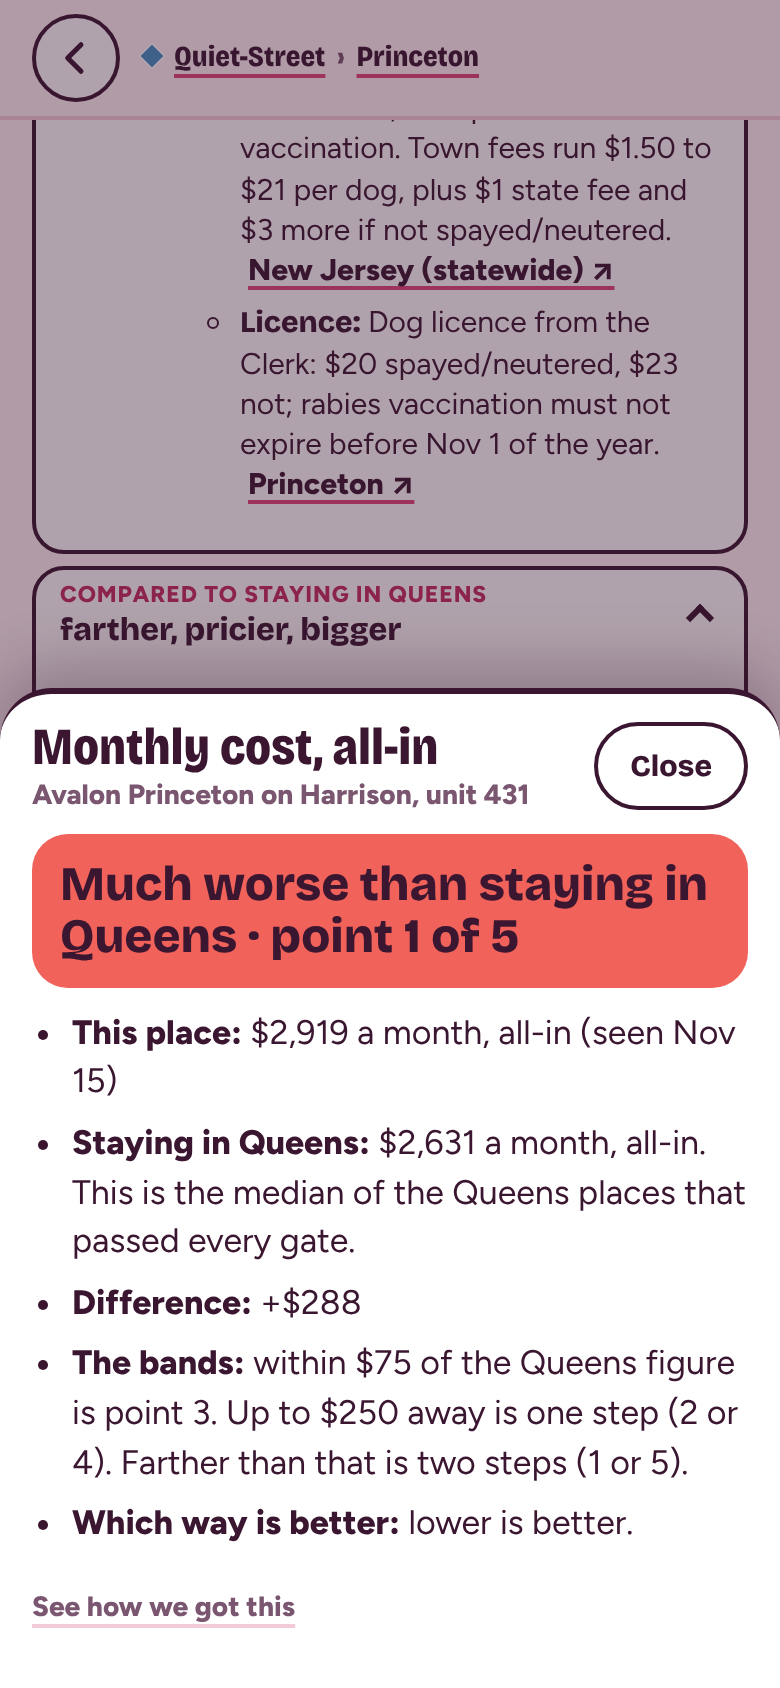 Quiet-Street › Princeton
vaccination. Town fees run $1.50 to
$21 per dog, plus $1 state fee and
$3 more if not spayed/neutered.
New Jersey (statewide) ↗
Licence: Dog licence from the
Clerk: $20 spayed/neutered, $23
not; rabies vaccination must not
expire before Nov 1 of the year.
Princeton ↗
COMPARED TO STAYING IN QUEENS
farther, pricier, bigger
Monthly cost, all-in
Close
Avalon Princeton on Harrison, unit 431
Much worse than staying in
Queens · point 1 of 5
• This place: $2,919 a month, all-in (seen Nov
15)
• Staying in Queens: $2,631 a month, all-in.
This is the median of the Queens places that
passed every gate.
• Difference: +$288
• The bands: within $75 of the Queens figure
is point 3. Up to $250 away is one step (2 or
4). Farther than that is two steps (1 or 5).
• Which way is better: lower is better.
See how we got this